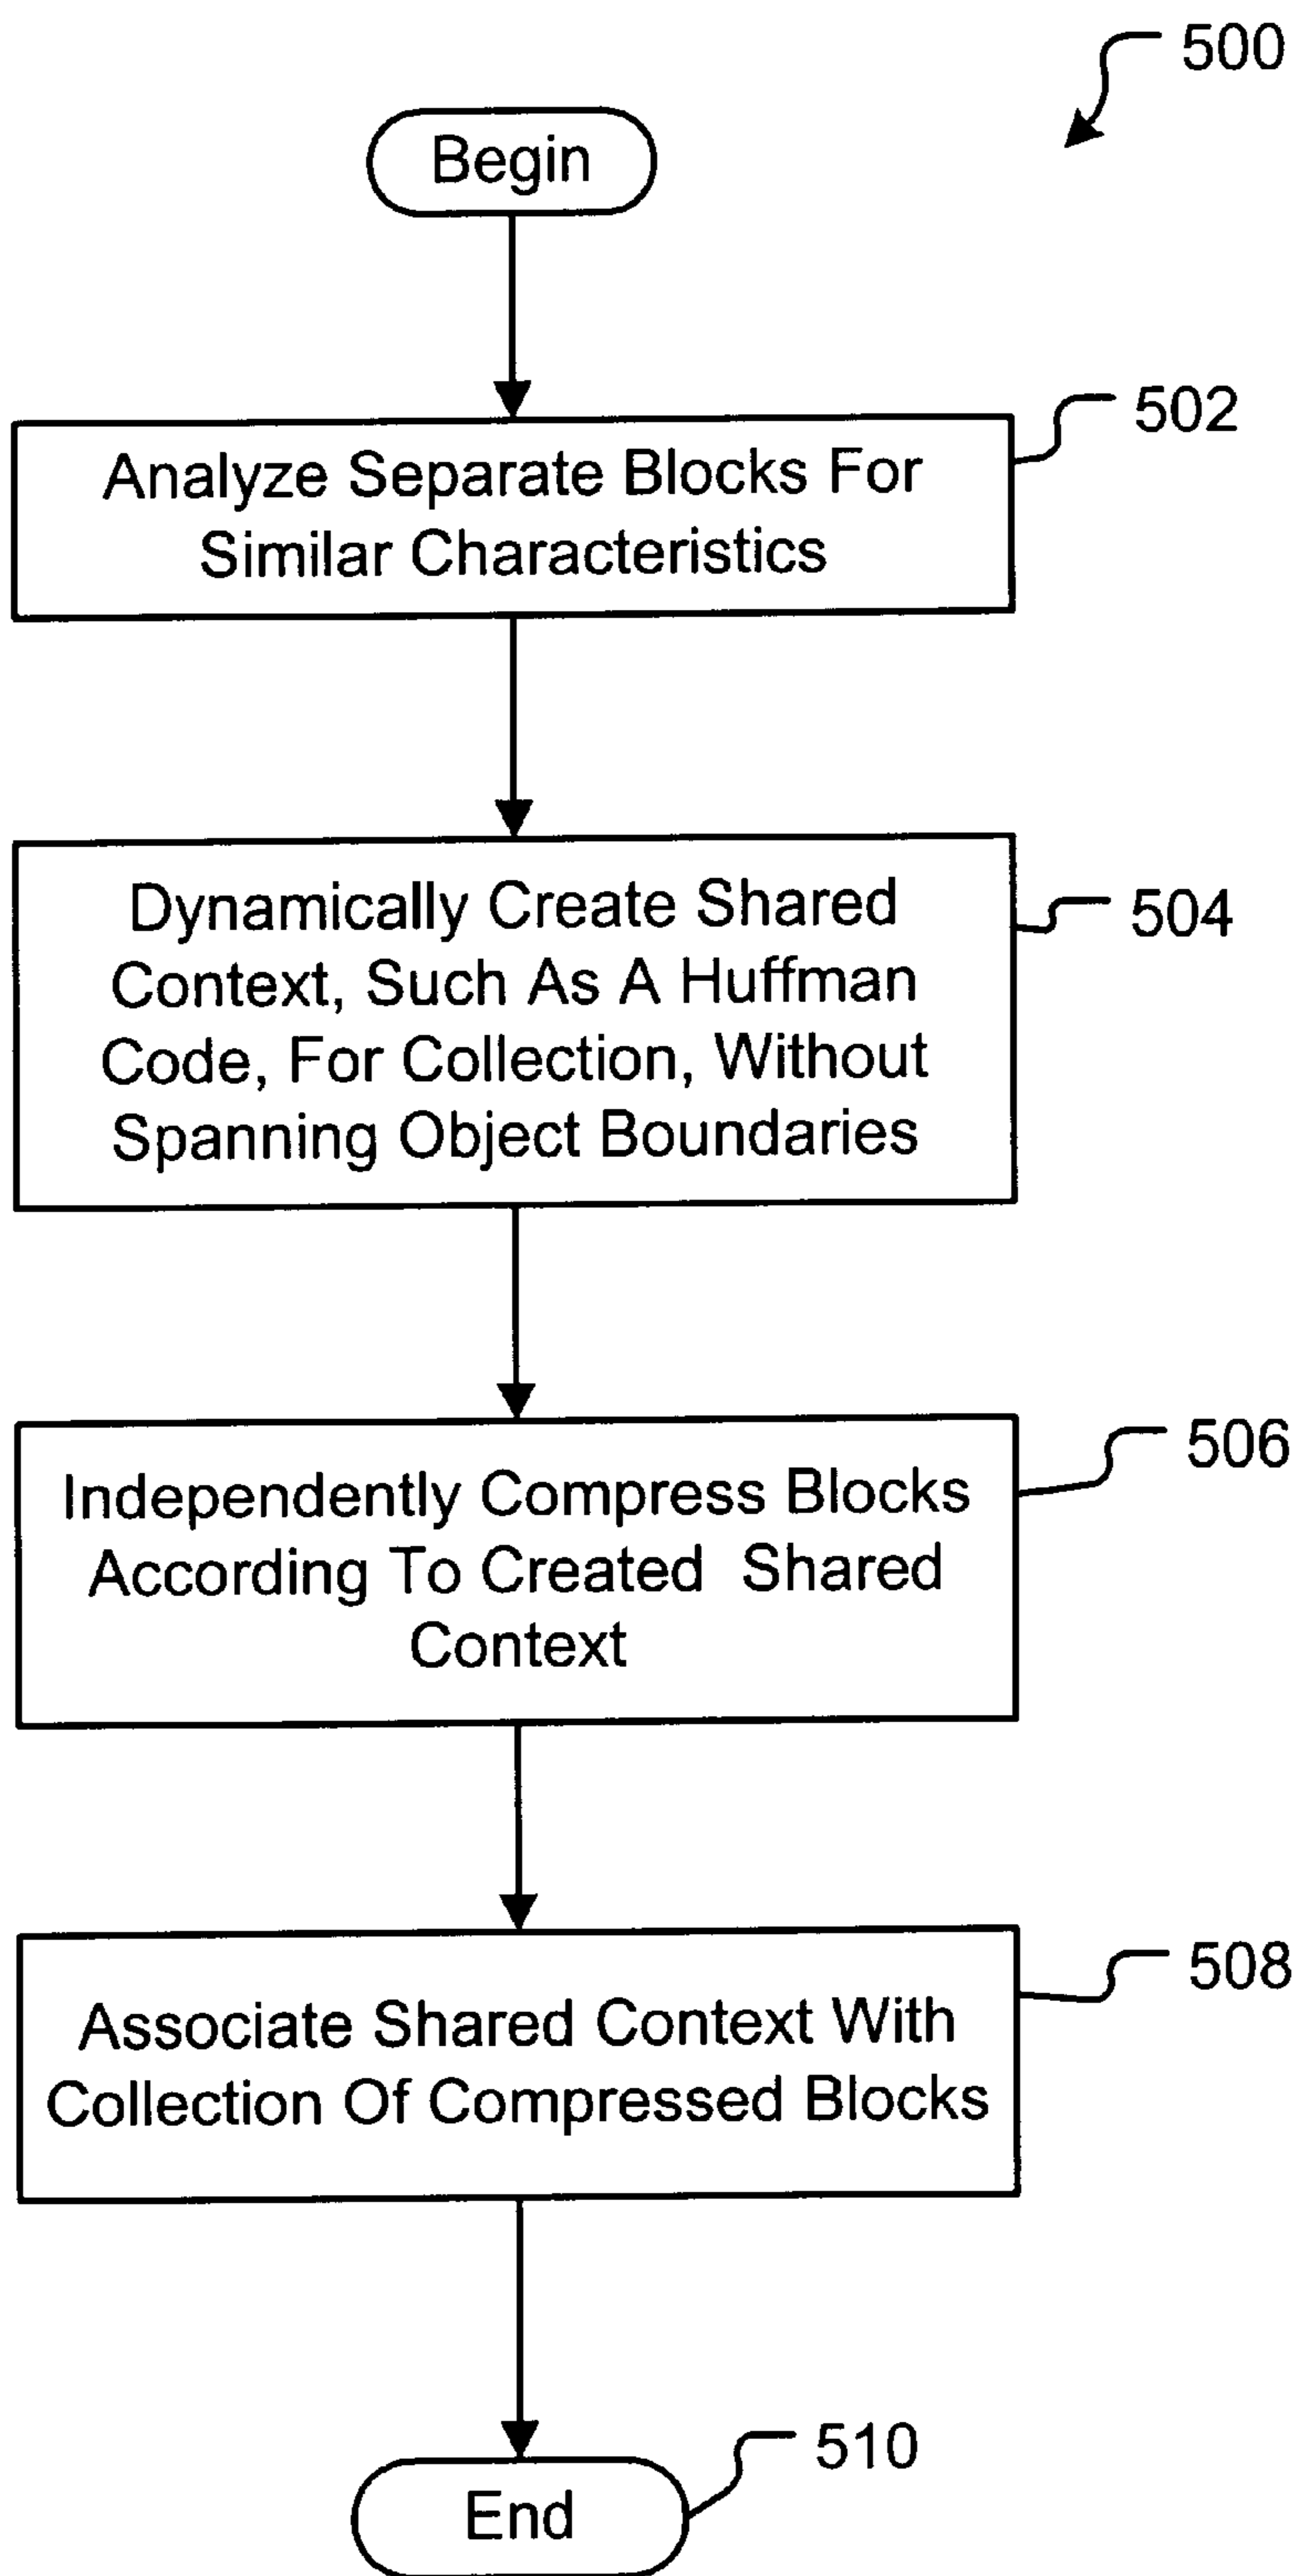 500
Begin
502
Analyze Separate Blocks For
Similar Characteristics
504
Dynamically Create Shared
Context, Such As A Huffman
Code, For Collection, Without
Spanning Object Boundaries
506
Independently Compress Blocks
According To Created Shared
Context
508
Associate Shared Context With
Collection Of Compressed Blocks
510
End